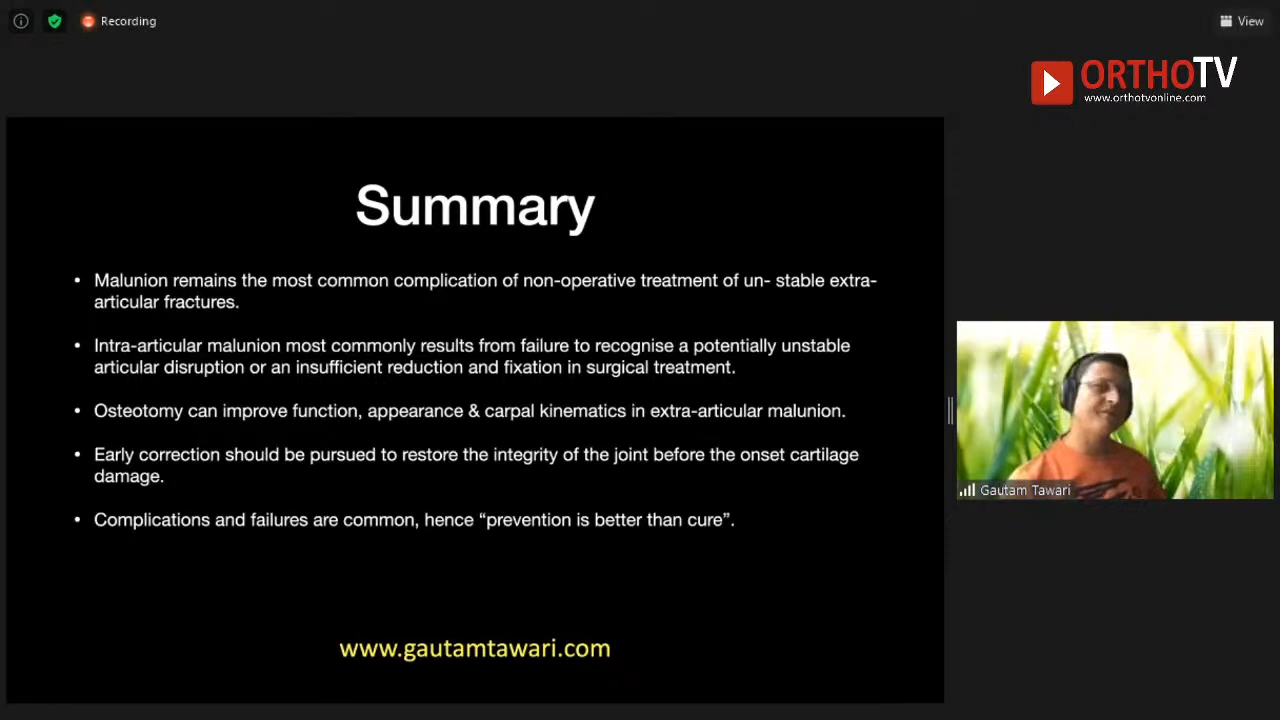 Recording
View
ORTHOTV
www.orthotvonline.com
Summary
• Malunion remains the most common complication of non-operative treatment of un- stable extra-
articular fractures.
• Intra-articular malunion most commonly results from failure to recognise a potentially unstable
articular disruption or an insufficient reduction and fixation in surgical treatment.
• Osteotomy can improve function, appearance & carpal kinematics in extra-articular malunion.
• Early correction should be pursued to restore the integrity of the joint before the onset cartilage
damage.
• Complications and failures are common, hence “prevention is better than cure”.
Gautam Tawari
www.gautamtawari.com